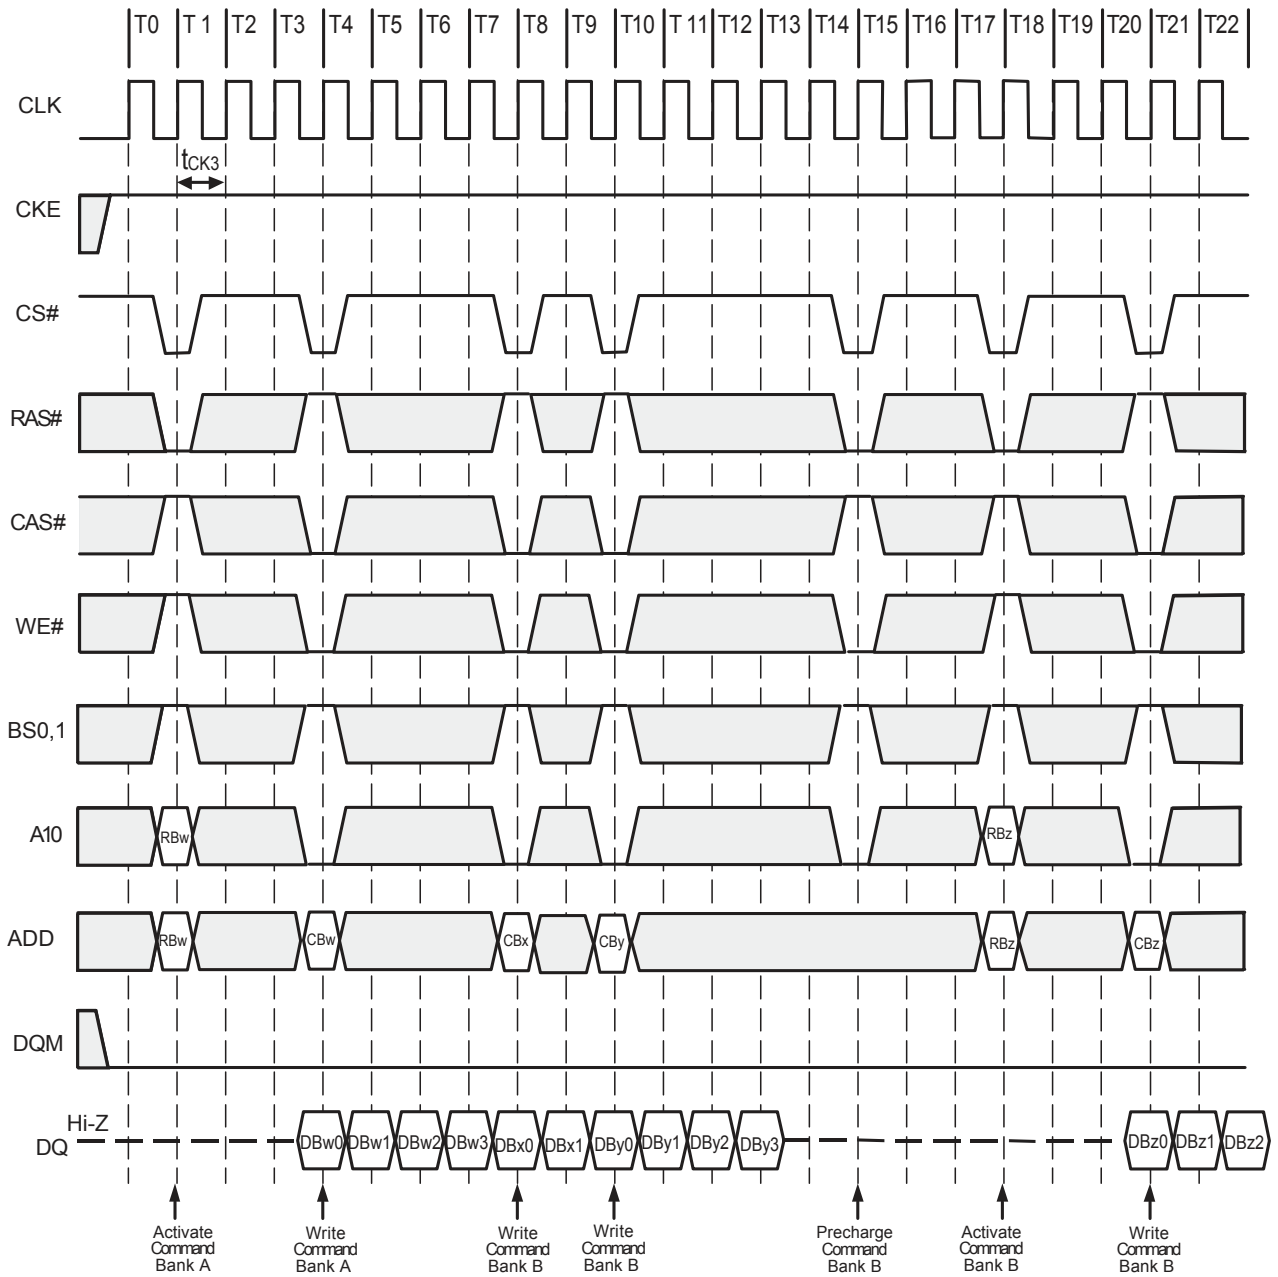 T0 T 1 T2 T3 T4 T5 T6 T7 T8 T9 T10 T 11 T12 T13 T14 T15 T16 T17 T18 T19 T20 T21 T22
CLK
tCK3
CKE
CS#
RAS#
CAS#
WE#
BS0,1
A10 RBw RBz
ADD RBw CBw CBx CBy RBz CBz
DQM
Hi-Z
DQ DBw0 DBw1 DBw2 DBw3 DBx0 DBx1 DBy0 DBy1 DBy2 DBy3 DBz0 DBz1 DBz2
Activate
Command
Bank A
Write
Command
Bank A
Write
Command
Bank B
Write
Command
Bank B
Precharge
Command
Bank B
Activate
Command
Bank B
Write
Command
Bank B